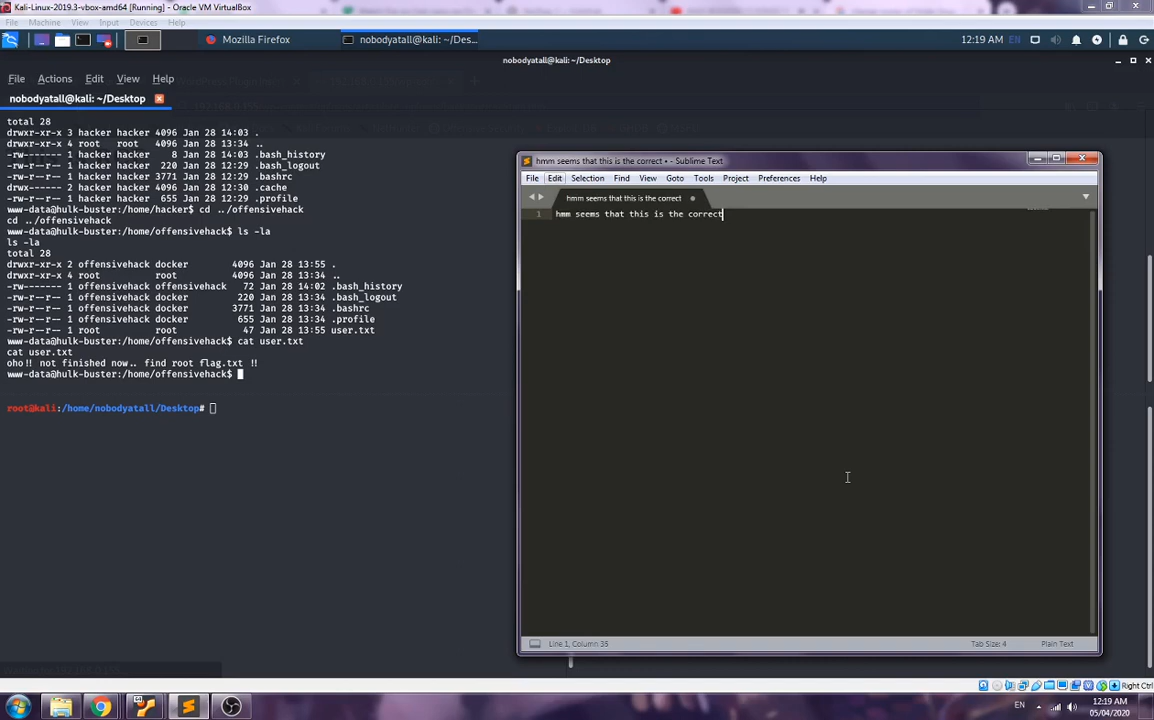 Kali-Linux-2019.3-vbox-amd64 [Running] - Oracle VM VirtualBox
File Machine View Input Devices Help
Mozilla Firefox
nobodyatall@kali: ~/Des...
12:19 AM EN
nobodyatall@kali: ~/Desktop
File Actions Edit View Help
nobodyatall@kali: ~/Desktop
total 28
drwxr-xr-x 3 hacker hacker 4096 Jan 28 14:03 .
drwxr-xr-x 4 root root 4096 Jan 28 13:34 ..
-rw------- 1 hacker hacker 8 Jan 28 14:03 .bash_history
-rw-r--r-- 1 hacker hacker 220 Jan 28 12:29 .bash_logout
-rw-r--r-- 1 hacker hacker 3771 Jan 28 12:29 .bashrc
drwx------ 2 hacker hacker 4096 Jan 28 12:30 .cache
-rw-r--r-- 1 hacker hacker 655 Jan 28 12:29 .profile
www-data@hulk-buster:/home/hacker$ cd ../offensivehack
cd ../offensivehack
www-data@hulk-buster:/home/offensivehack$ ls -la
ls -la
total 28
drwxr-xr-x 2 offensivehack docker 4096 Jan 28 13:55 .
drwxr-xr-x 4 root root 4096 Jan 28 13:34 ..
-rw------- 1 offensivehack offensivehack 72 Jan 28 14:02 .bash_history
-rw-r--r-- 1 offensivehack docker 220 Jan 28 13:34 .bash_logout
-rw-r--r-- 1 offensivehack docker 3771 Jan 28 13:34 .bashrc
-rw-r--r-- 1 offensivehack docker 655 Jan 28 13:34 .profile
-rw-r--r-- 1 root root 47 Jan 28 13:55 user.txt
www-data@hulk-buster:/home/offensivehack$ cat user.txt
cat user.txt
oho!! not finished now.. find root flag.txt !!
www-data@hulk-buster:/home/offensivehack$
root@kali:/home/nobodyatall/Desktop#
hmm seems that this is the correct • - Sublime Text
File Edit Selection Find View Goto Tools Project Preferences Help
hmm seems that this is the correct
1 hmm seems that this is the correct
Line 1, Column 35
Tab Size: 4
Plain Text
Right Ctrl
EN
12:19 AM
05/04/2020